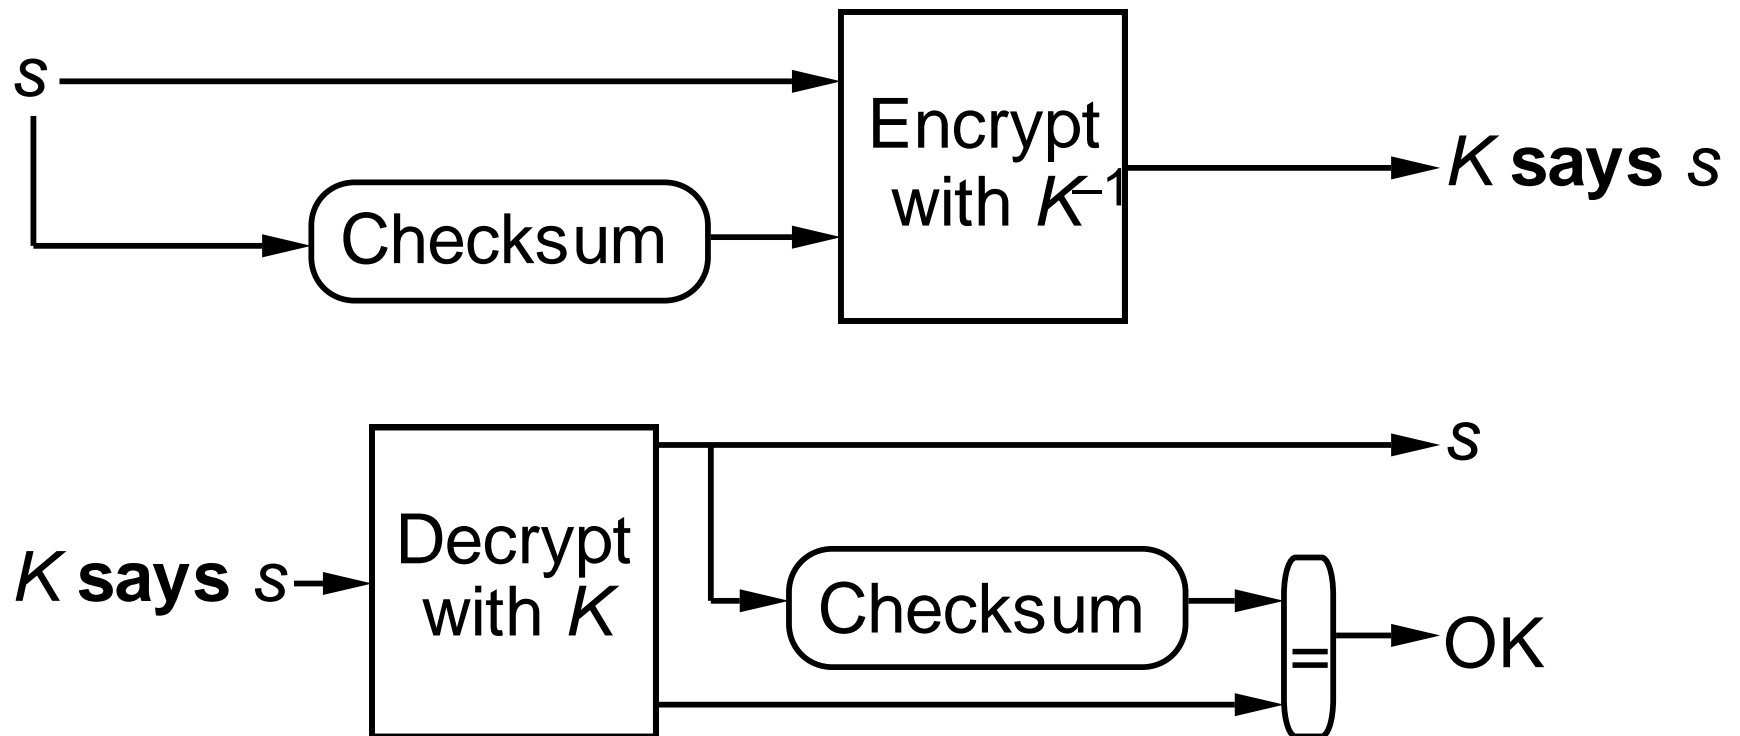 s
Encrypt
with K⁻¹
K says s
Checksum
s
Decrypt
with K
K says s
Checksum
=
OK